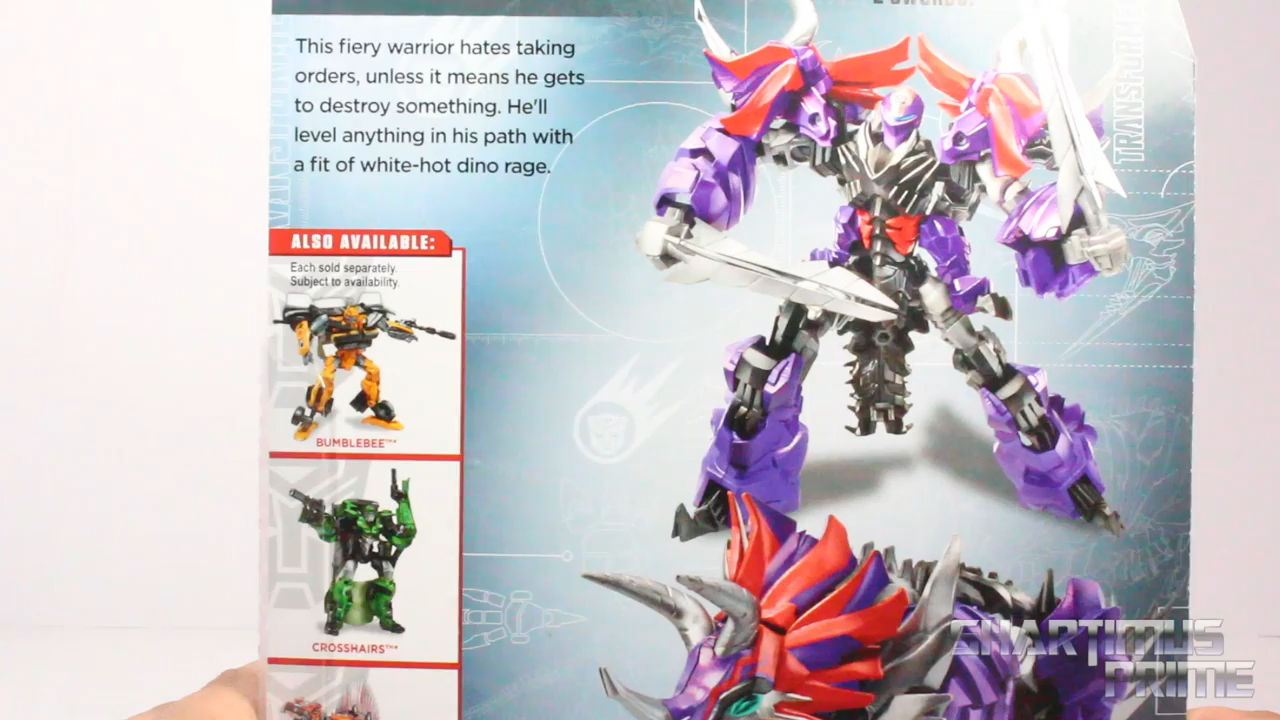 2 SWORDS.
This fiery warrior hates taking
orders, unless it means he gets
to destroy something. He'll
level anything in his path with
a fit of white-hot dino rage.
TRANSFORMERS
ALSO AVAILABLE:
Each sold separately.
Subject to availability.
BUMBLEBEE™*
CROSSHAIRS™*
SHARTIMUS
PRIME